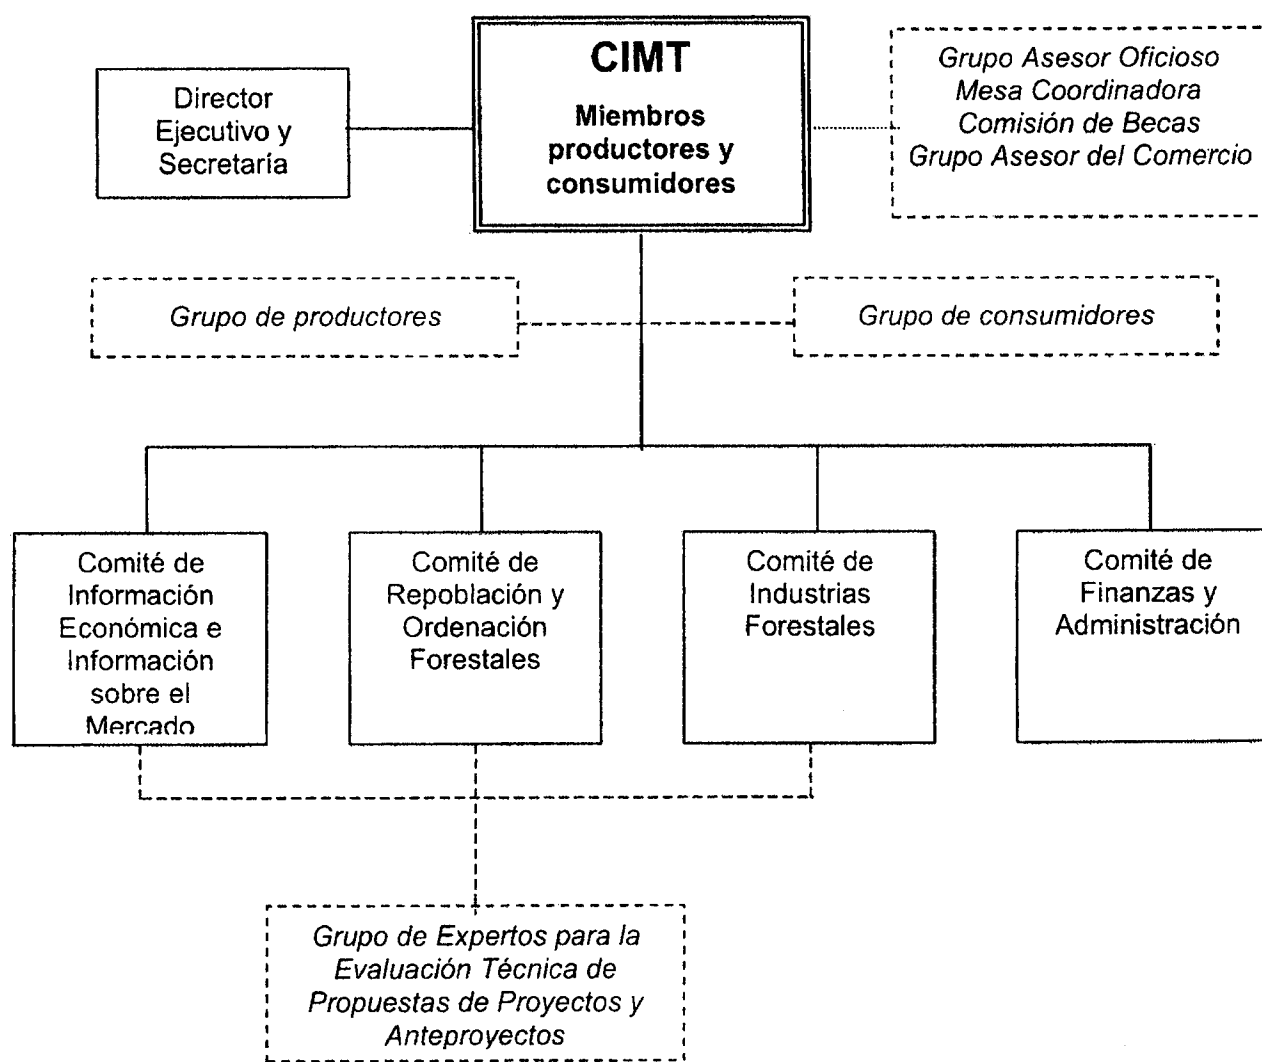 CIMT
Miembros
productores y
consumidores
Director
Ejecutivo y
Secretaría
Grupo Asesor Oficioso
Mesa Coordinadora
Comisión de Becas
Grupo Asesor del Comercio
Grupo de productores
Grupo de consumidores
Comité de
Información
Económica e
Información
sobre el
Mercado
Comité de
Repoblación y
Ordenación
Forestales
Comité de
Industrias
Forestales
Comité de
Finanzas y
Administración
Grupo de Expertos para la
Evaluación Técnica de
Propuestas de Proyectos y
Anteproyectos